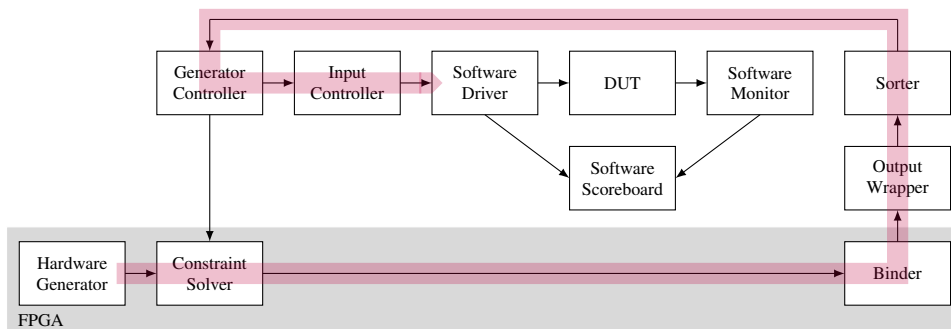 Generator
Controller
Input
Controller
Software
Driver
DUT
Software
Monitor
Sorter
Software
Scoreboard
Output
Wrapper
Hardware
Generator
Constraint
Solver
Binder
FPGA